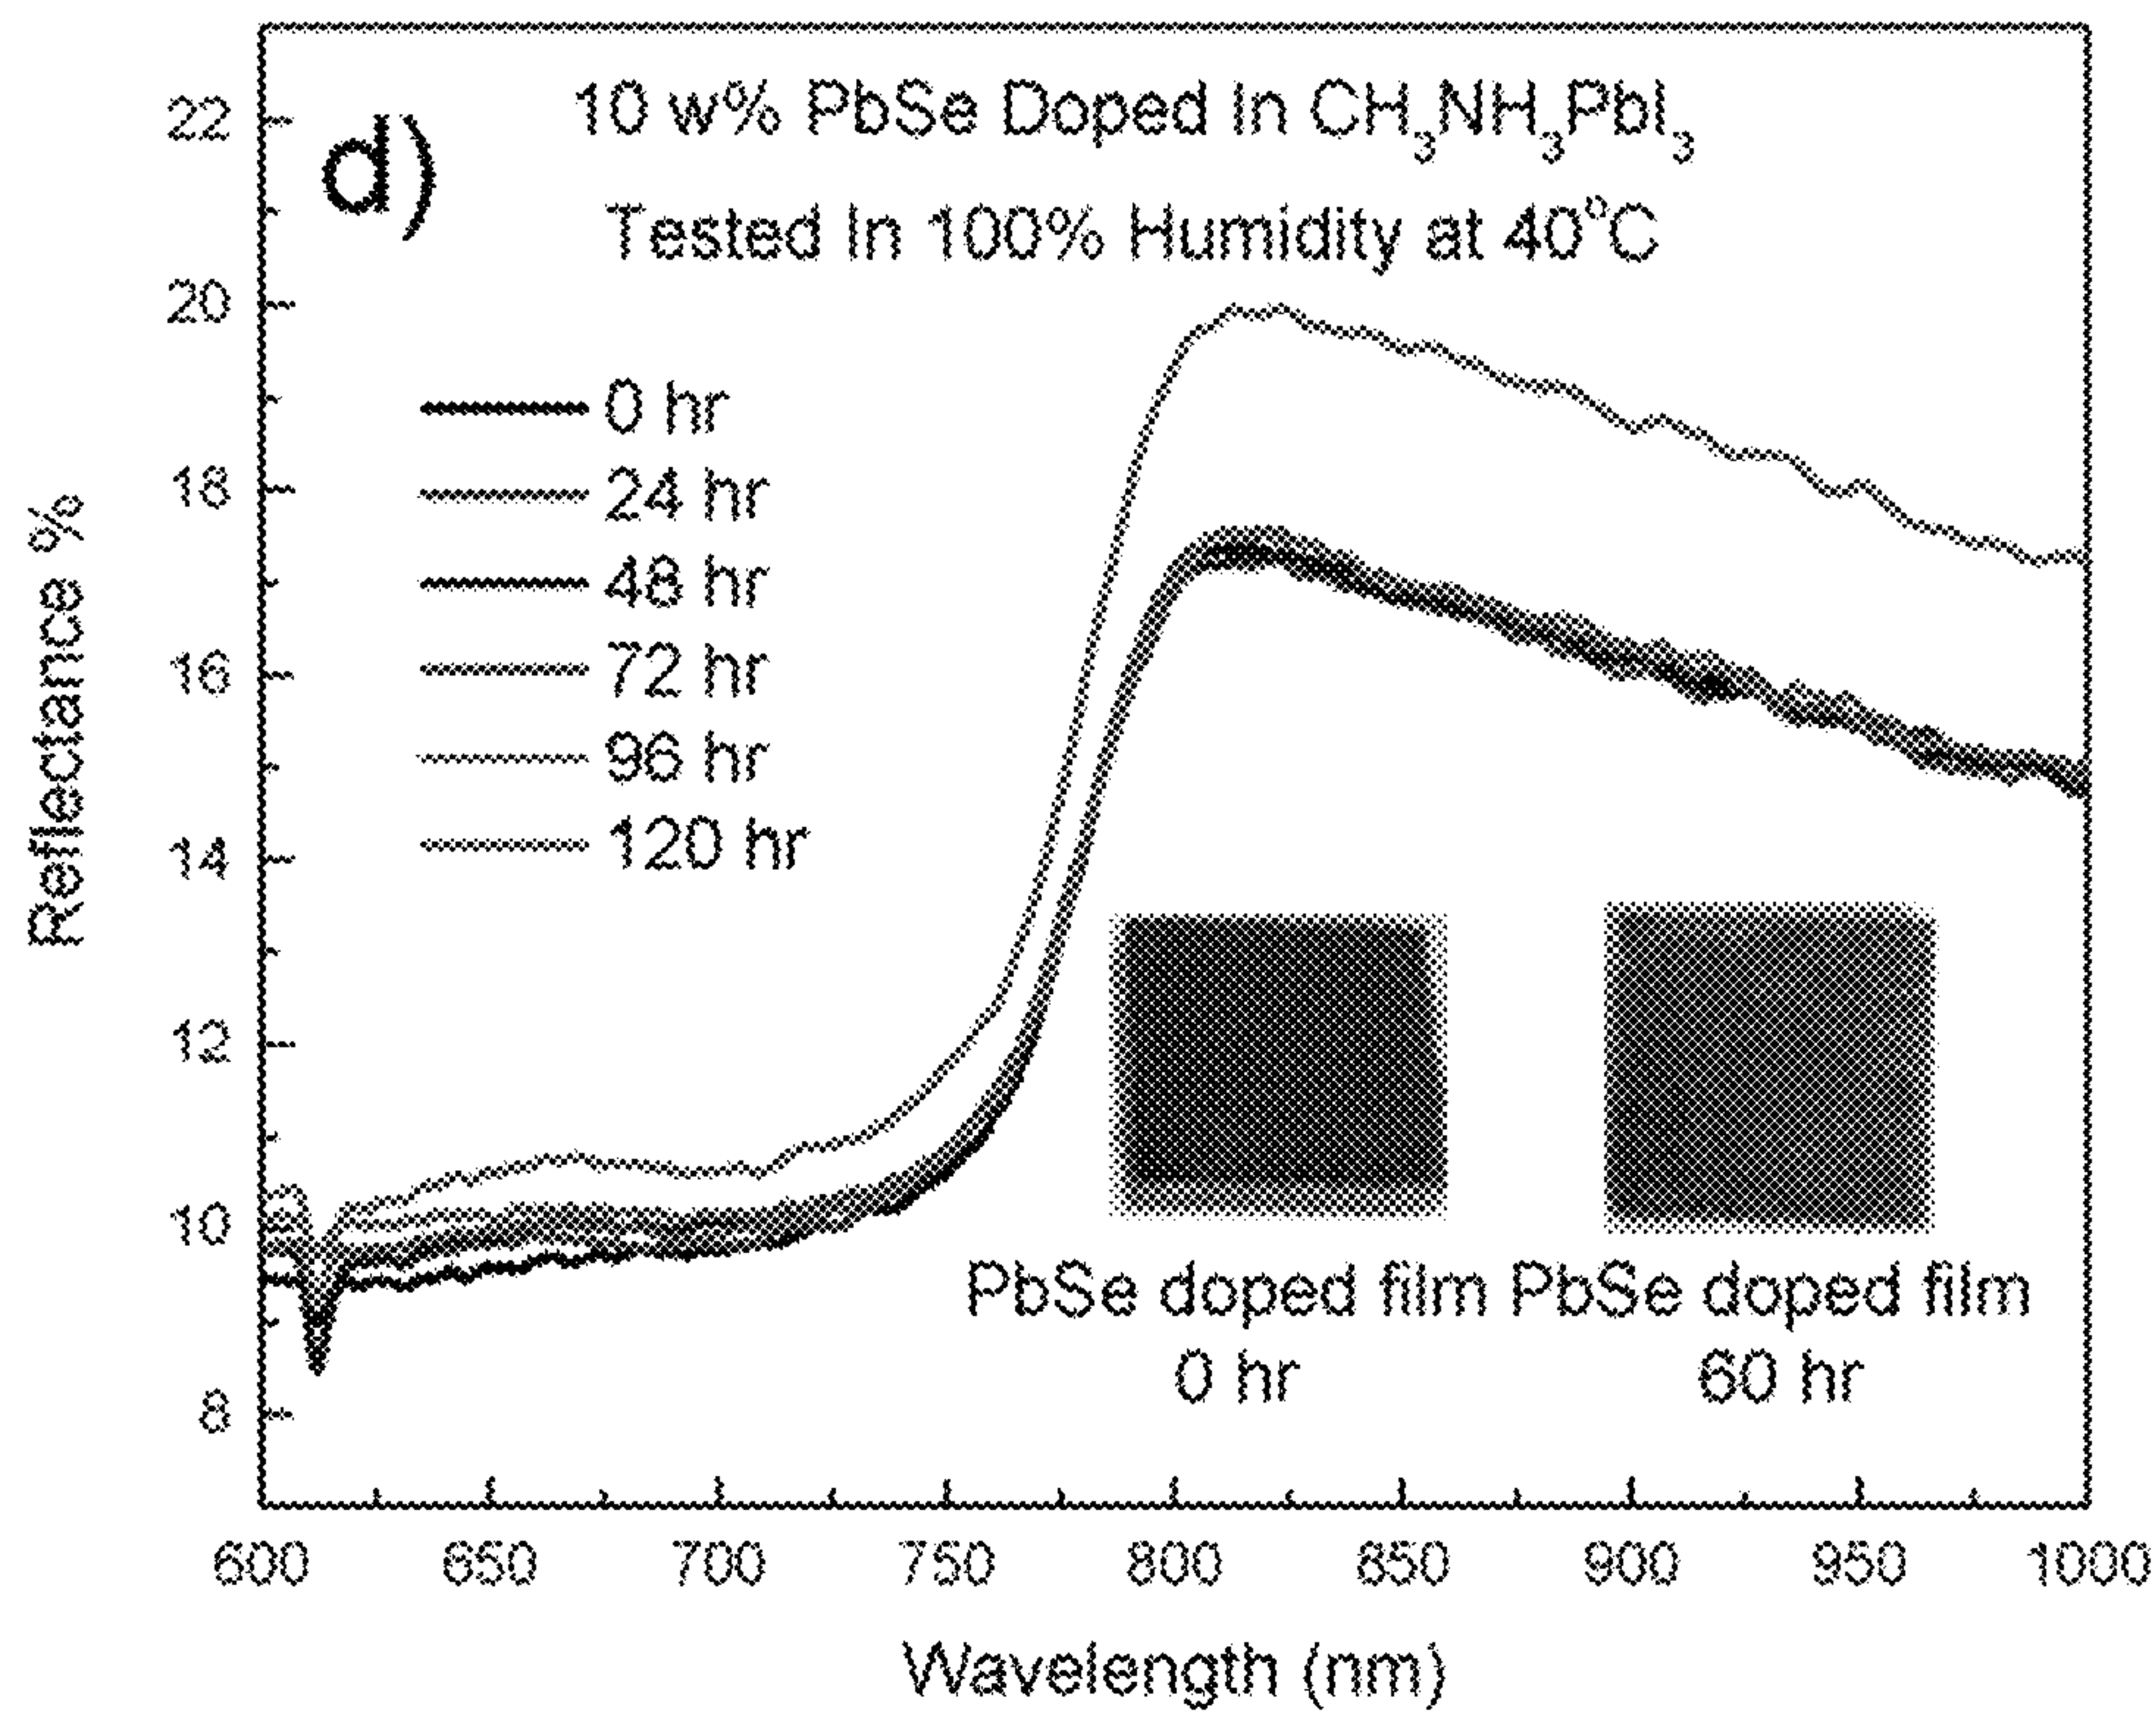 d)
10 w% PbSe Doped In CH₃NH₃PbI₃
Tested In 100% Humidity at 40°C
0 hr
24 hr
48 hr
72 hr
96 hr
120 hr
Reflectance %
22
20
18
16
14
12
10
8
PbSe doped film PbSe doped film
0 hr 60 hr
600 650 700 750 800 850 900 950 1000
Wavelength (nm)